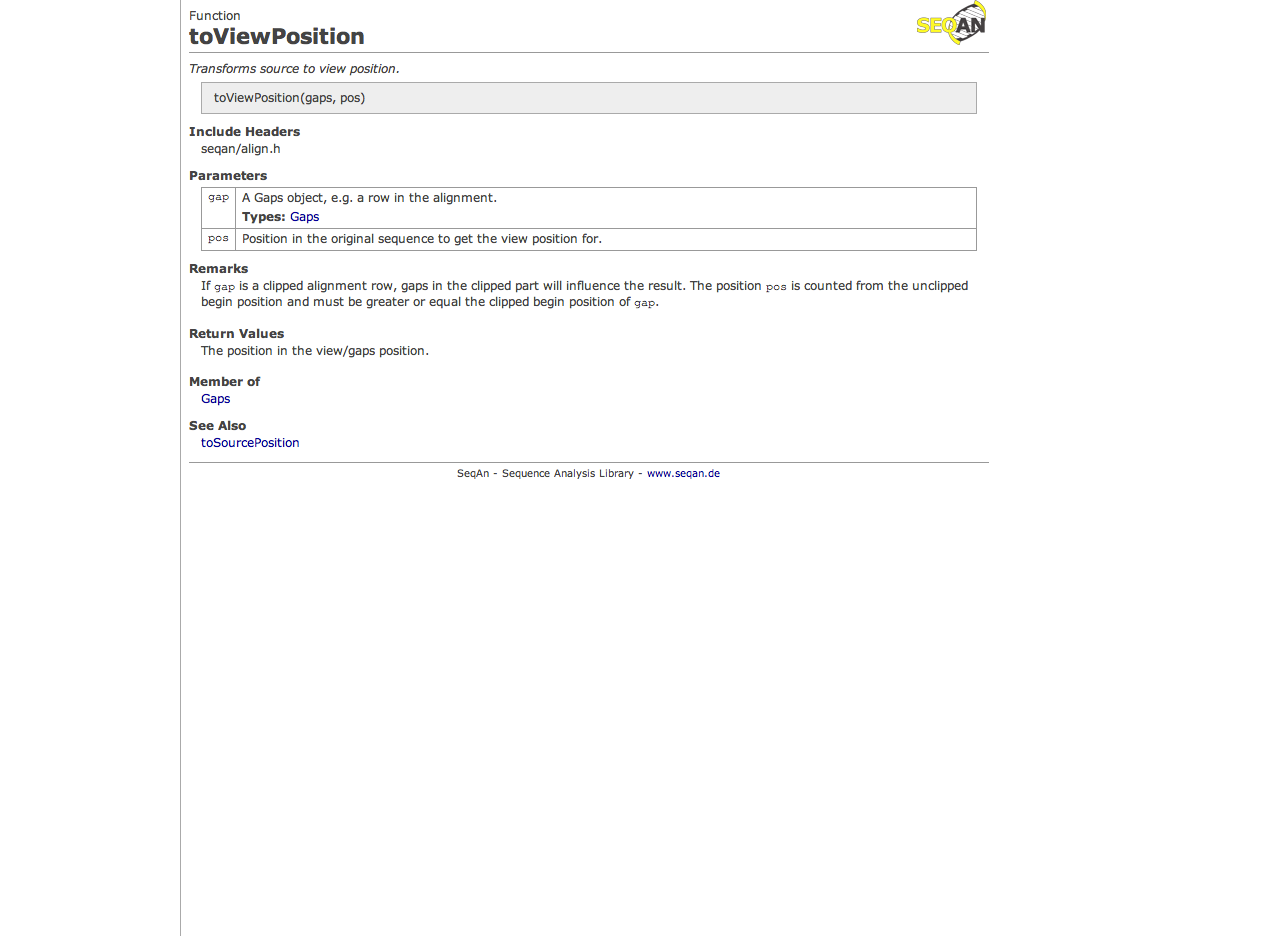 Function
SEQAN
toViewPosition
Transforms source to view position.
toViewPosition(gaps, pos)
Include Headers
seqan/align.h
Parameters
gap A Gaps object, e.g. a row in the alignment.
Types: Gaps
pos Position in the original sequence to get the view position for.
Remarks
If gap is a clipped alignment row, gaps in the clipped part will influence the result. The position pos is counted from the unclipped
begin position and must be greater or equal the clipped begin position of gap.
Return Values
The position in the view/gaps position.
Member of
Gaps
See Also
toSourcePosition
SeqAn - Sequence Analysis Library - www.seqan.de